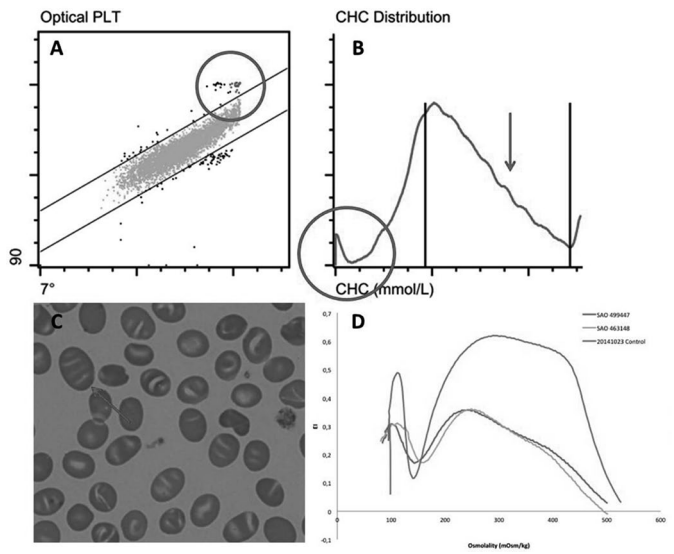 Optical PLT
A
90
7°
CHC Distribution
B
CHC (mmol/L)
C
D
SAO 499447
SAO 463148
20141023 Control
0,7
0,6
0,5
0,4
0,3
0,2
0,1
0
-0,1
EI
0 100 200 300 400 500 600
Osmolality (mOsm/kg)